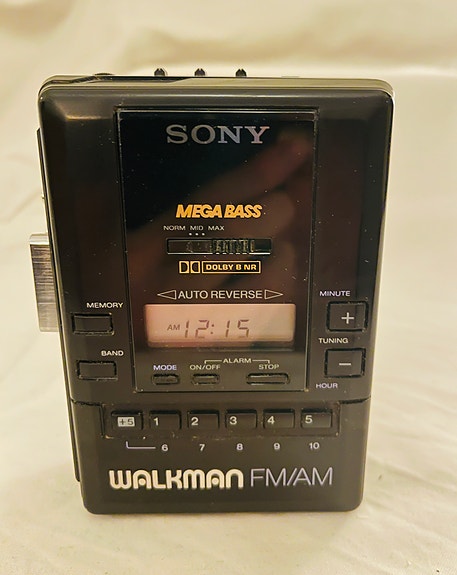 SONY
MEGA BASS
NORM MID MAX
DOLBY B NR
AUTO REVERSE
MEMORY
MINUTE
+
AM 12:15
TUNING
BAND
−
ALARM
MODE ON/OFF STOP
HOUR
+5 1 2 3 4 5
6 7 8 9 10
WALKMAN FM/AM